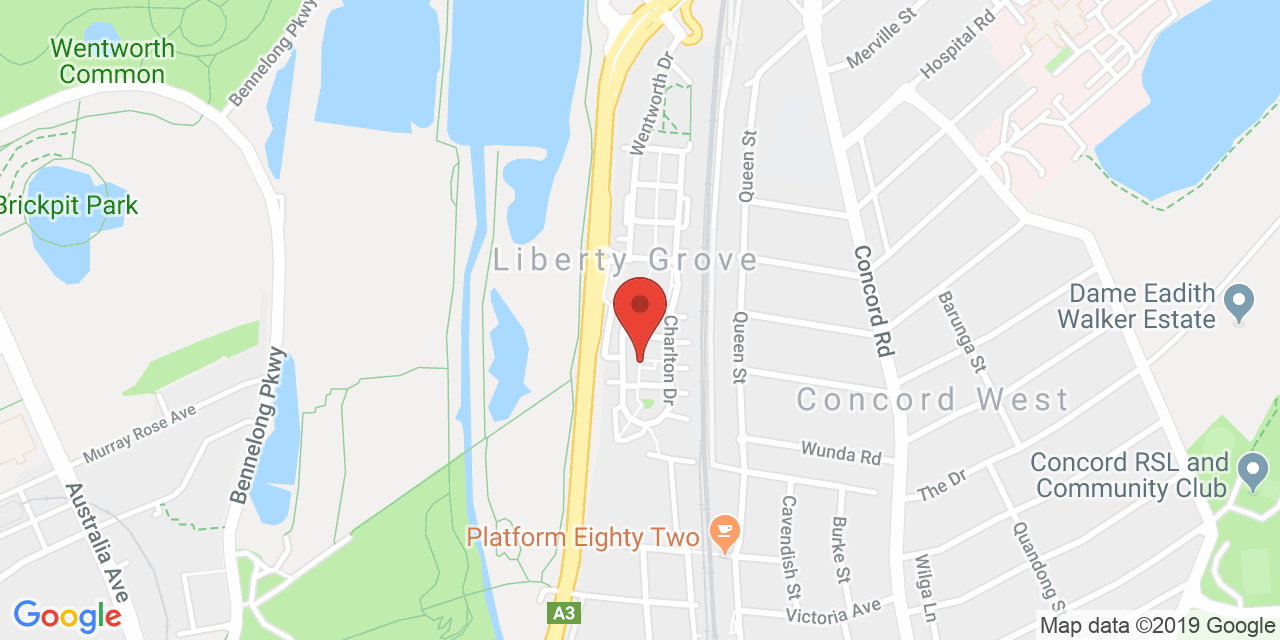 Wentworth
Common
Bennelong Pkwy
Wentworth Dr
Merville St
Hospital Rd
Queen St
Brickpit Park
Liberty Grove
Concord Rd
Dame Eadith
Walker Estate
Barunga St
Charlton Dr
Queen St
Concord West
Murray Rose Ave
Bennelong Pkwy
Wunda Rd
The Dr
Concord RSL and
Community Club
Australia Ave
Platform Eighty Two
Cavendish St
Burke St
Quandong S
Wilga Ln
Victoria Ave
A3
Google
Map data ©2019 Google